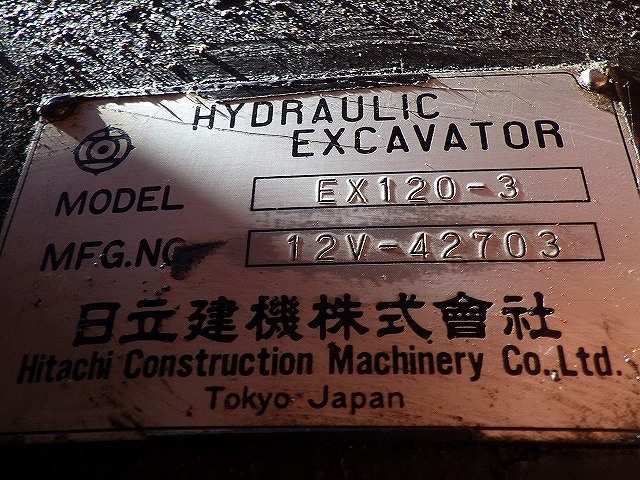 HYDRAULIC
EXCAVATOR
MODEL EX120-3
MFG.NO 12V-42703
日立建機株式會社
Hitachi Construction Machinery Co.,Ltd.
Tokyo Japan